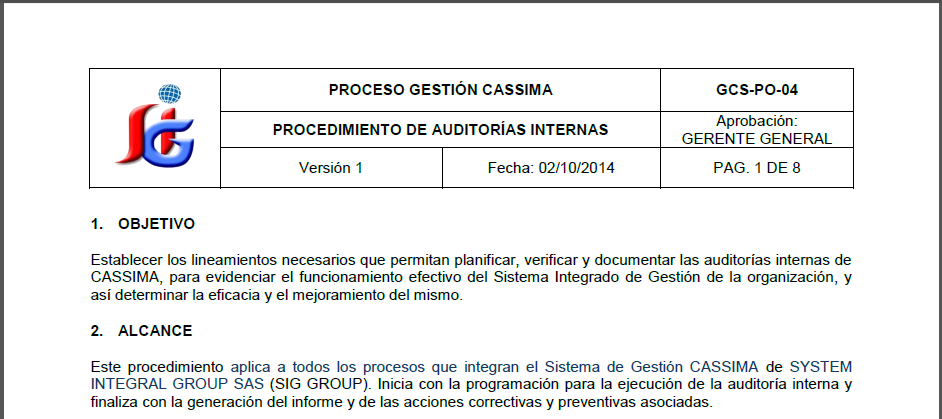 SIG
PROCESO GESTIÓN CASSIMA
GCS-PO-04
PROCEDIMIENTO DE AUDITORÍAS INTERNAS
Aprobación:
GERENTE GENERAL
Versión 1
Fecha: 02/10/2014
PAG. 1 DE 8
1. OBJETIVO
Establecer los lineamientos necesarios que permitan planificar, verificar y documentar las auditorías internas de
CASSIMA, para evidenciar el funcionamiento efectivo del Sistema Integrado de Gestión de la organización, y
así determinar la eficacia y el mejoramiento del mismo.
2. ALCANCE
Este procedimiento aplica a todos los procesos que integran el Sistema de Gestión CASSIMA de SYSTEM
INTEGRAL GROUP SAS (SIG GROUP). Inicia con la programación para la ejecución de la auditoría interna y
finaliza con la generación del informe y de las acciones correctivas y preventivas asociadas.